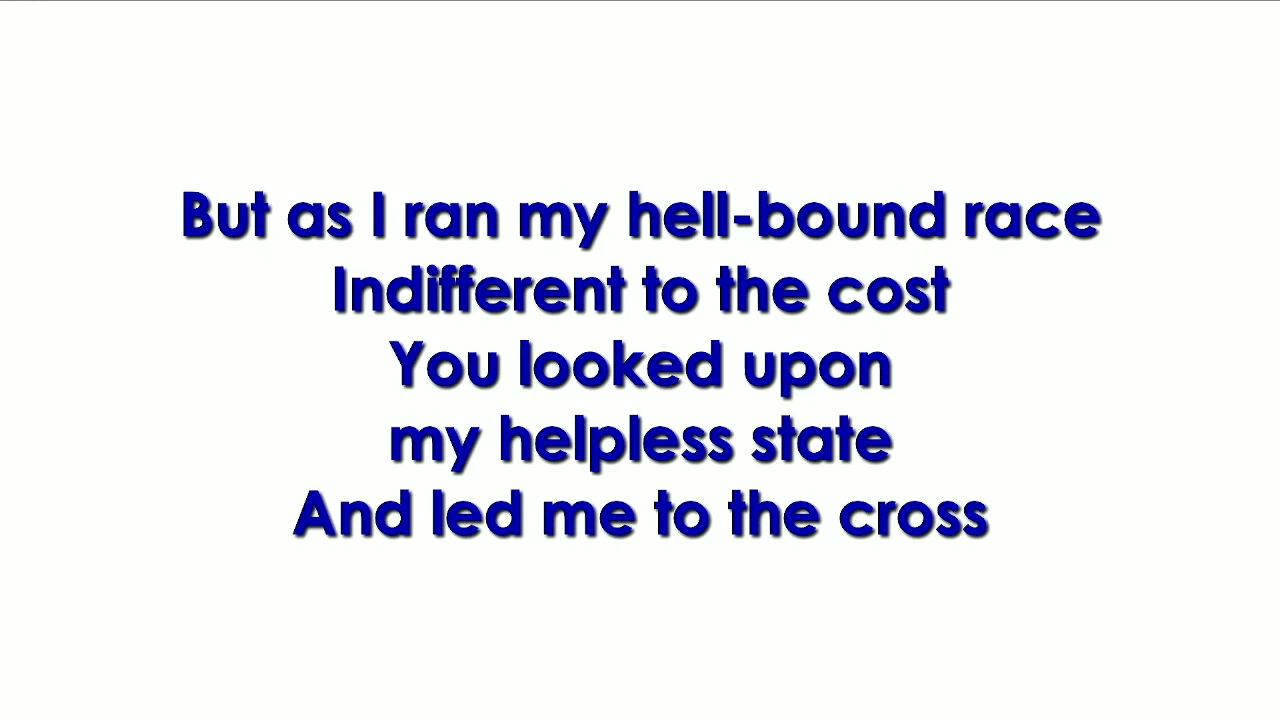 But as I ran my hell-bound race
Indifferent to the cost
You looked upon
my helpless state
And led me to the cross